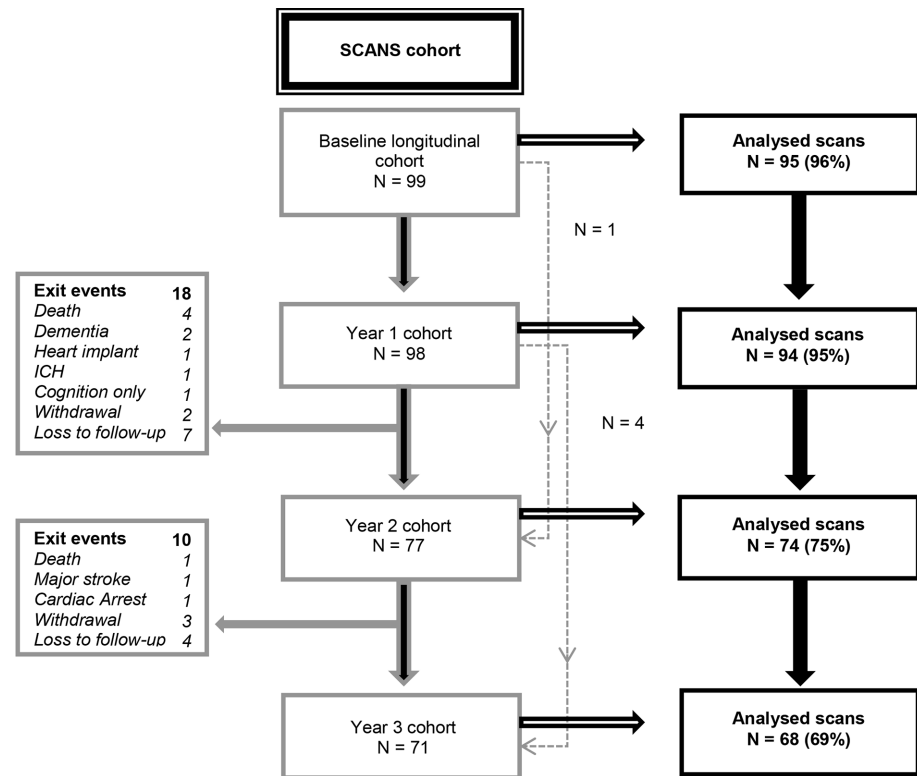 SCANS cohort
Baseline longitudinal
cohort
N = 99
Analysed scans
N = 95 (96%)
N = 1
Exit events 18
Death 4
Dementia 2
Heart implant 1
ICH 1
Cognition only 1
Withdrawal 2
Loss to follow-up 7
Year 1 cohort
N = 98
Analysed scans
N = 94 (95%)
N = 4
Year 2 cohort
N = 77
Analysed scans
N = 74 (75%)
Exit events 10
Death 1
Major stroke 1
Cardiac Arrest 1
Withdrawal 3
Loss to follow-up 4
Year 3 cohort
N = 71
Analysed scans
N = 68 (69%)